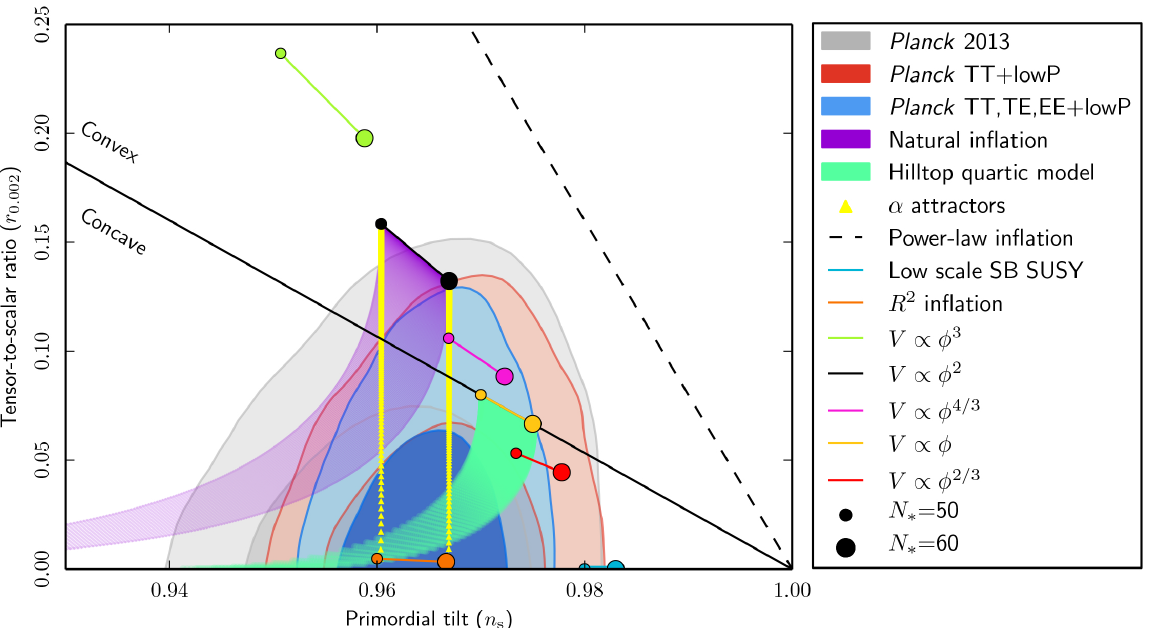 0.25
0.20
0.15
0.10
0.05
0.00
Tensor-to-scalar ratio (r₀.₀₀₂)
Convex
Concave
0.94
0.96
0.98
1.00
Primordial tilt (nₛ)
Planck 2013
Planck TT+lowP
Planck TT,TE,EE+lowP
Natural inflation
Hilltop quartic model
α attractors
Power-law inflation
Low scale SB SUSY
R² inflation
V ∝ ϕ³
V ∝ ϕ²
V ∝ ϕ^{4/3}
V ∝ ϕ
V ∝ ϕ^{2/3}
N∗=50
N∗=60